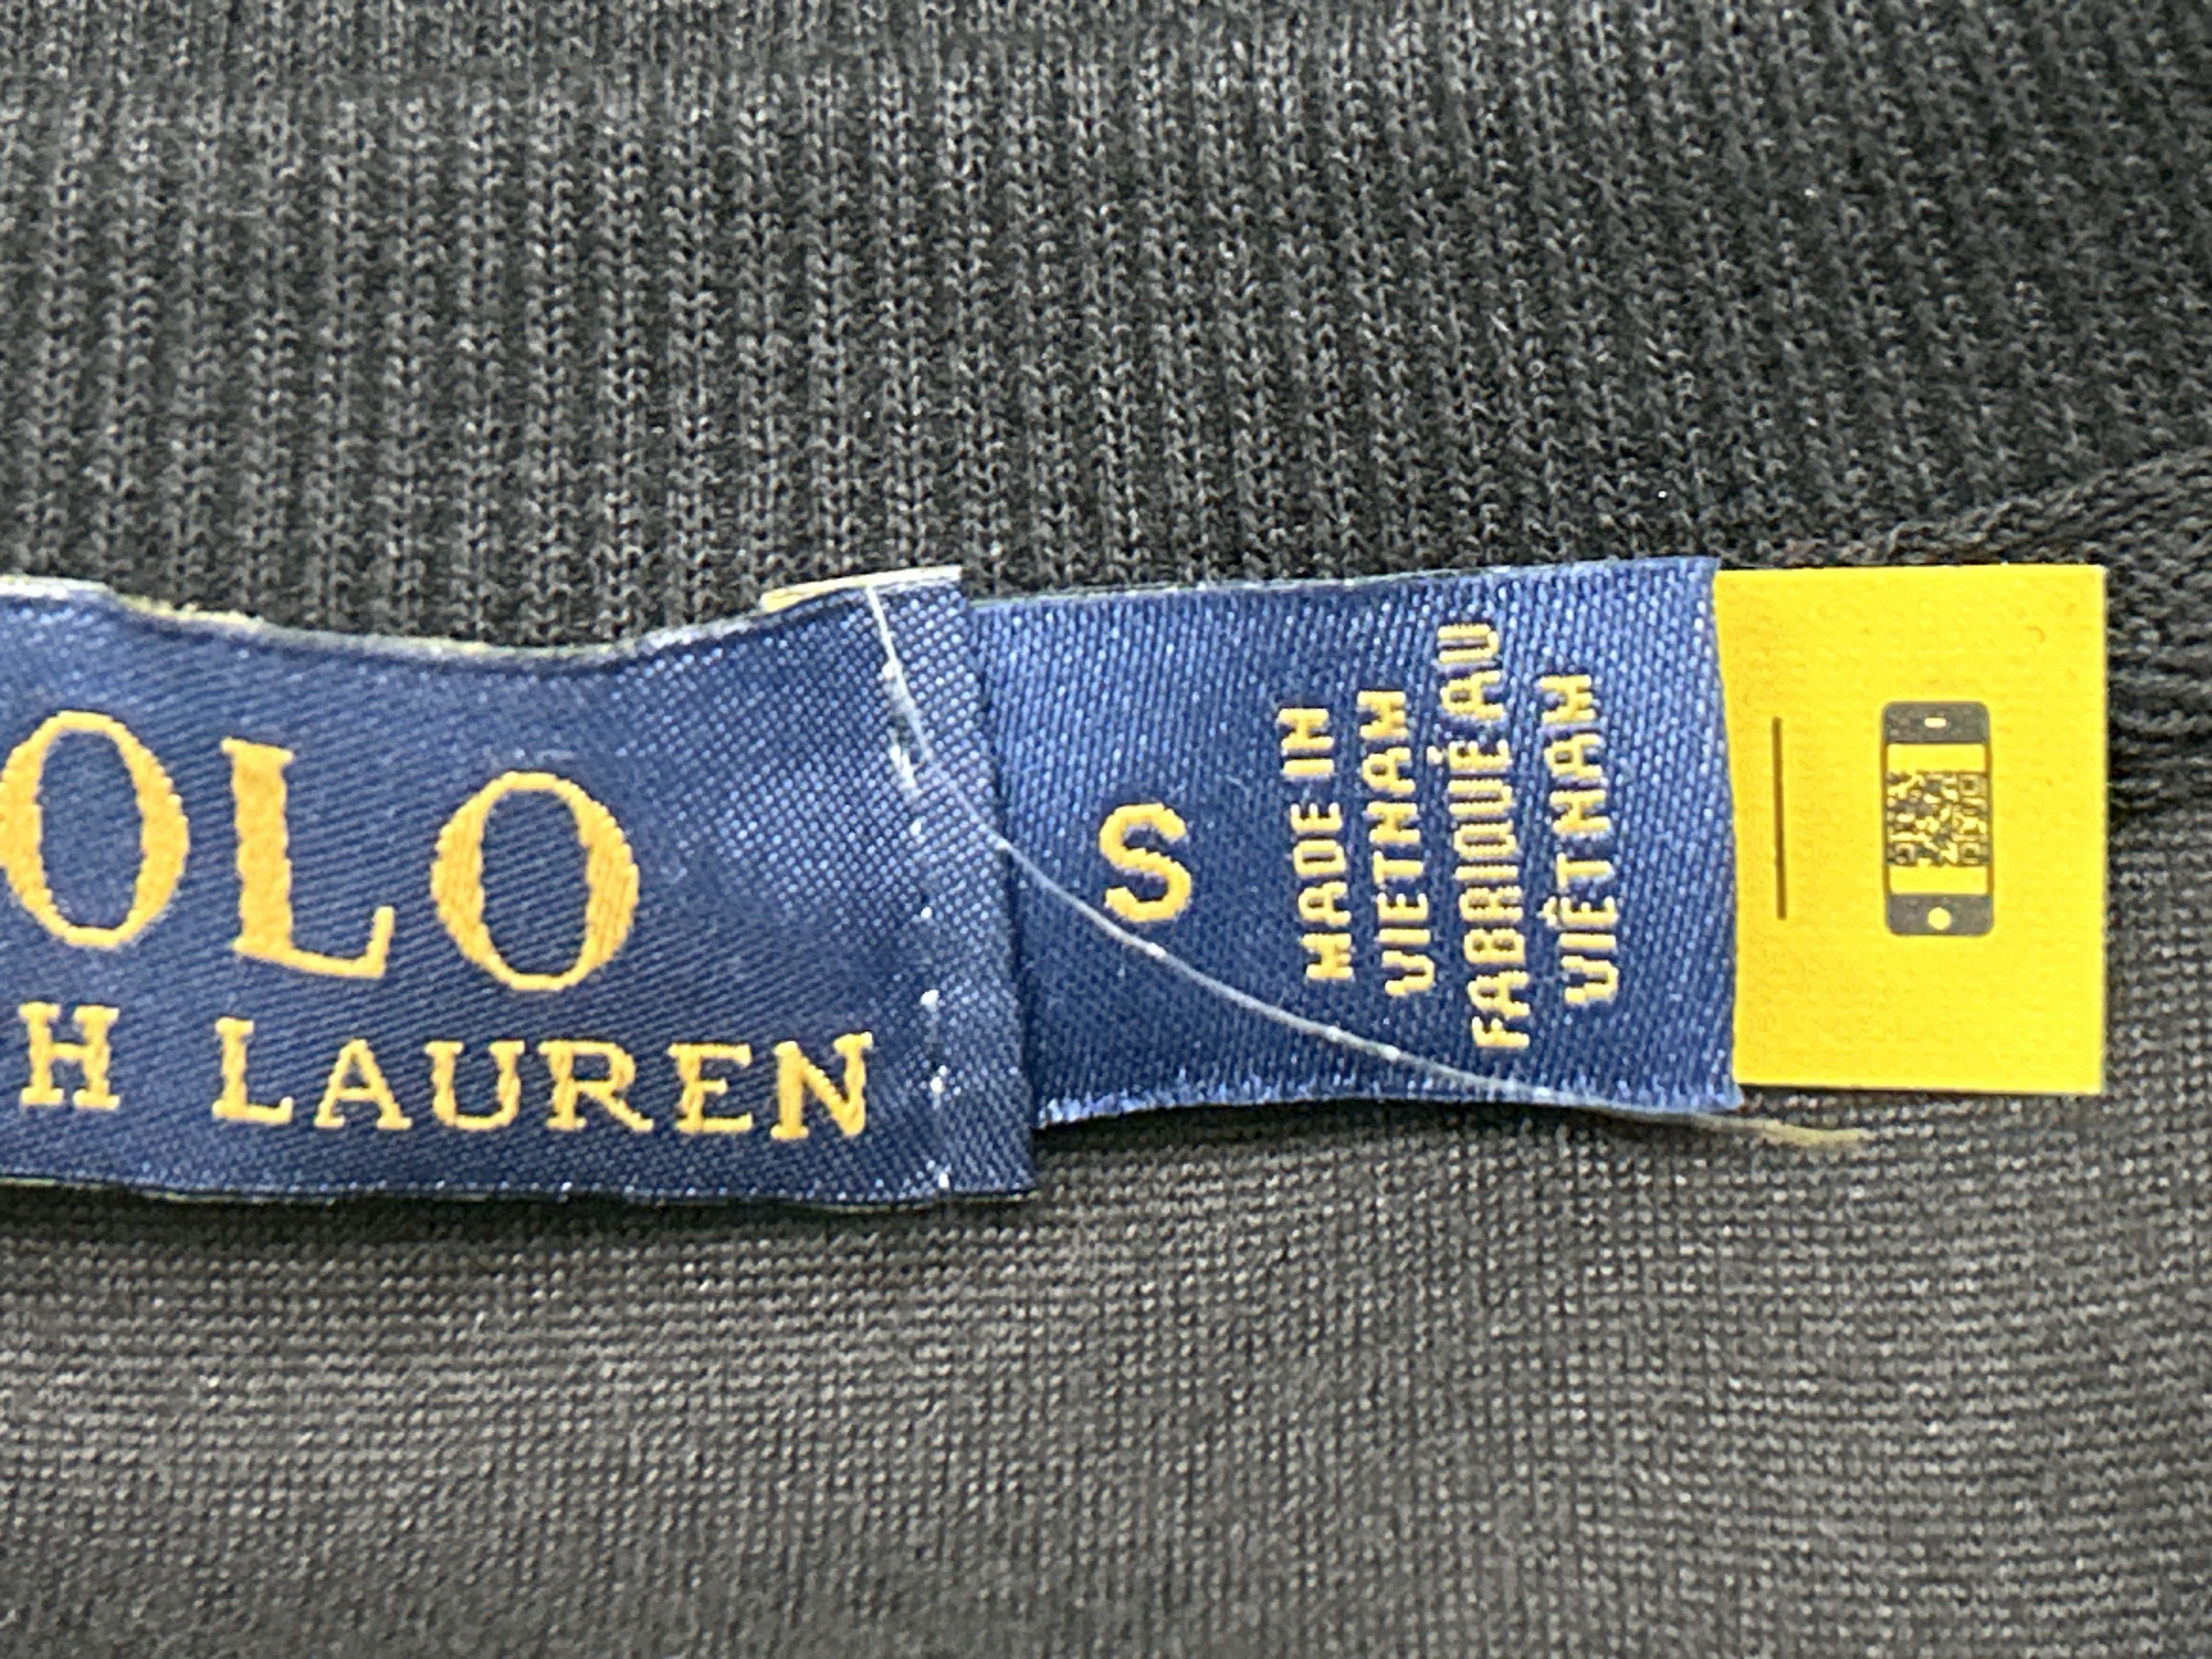 OLO
H LAUREN
S
MADE IN
VIETNAM
FABRIQUÉ AU
VIÊT NAM